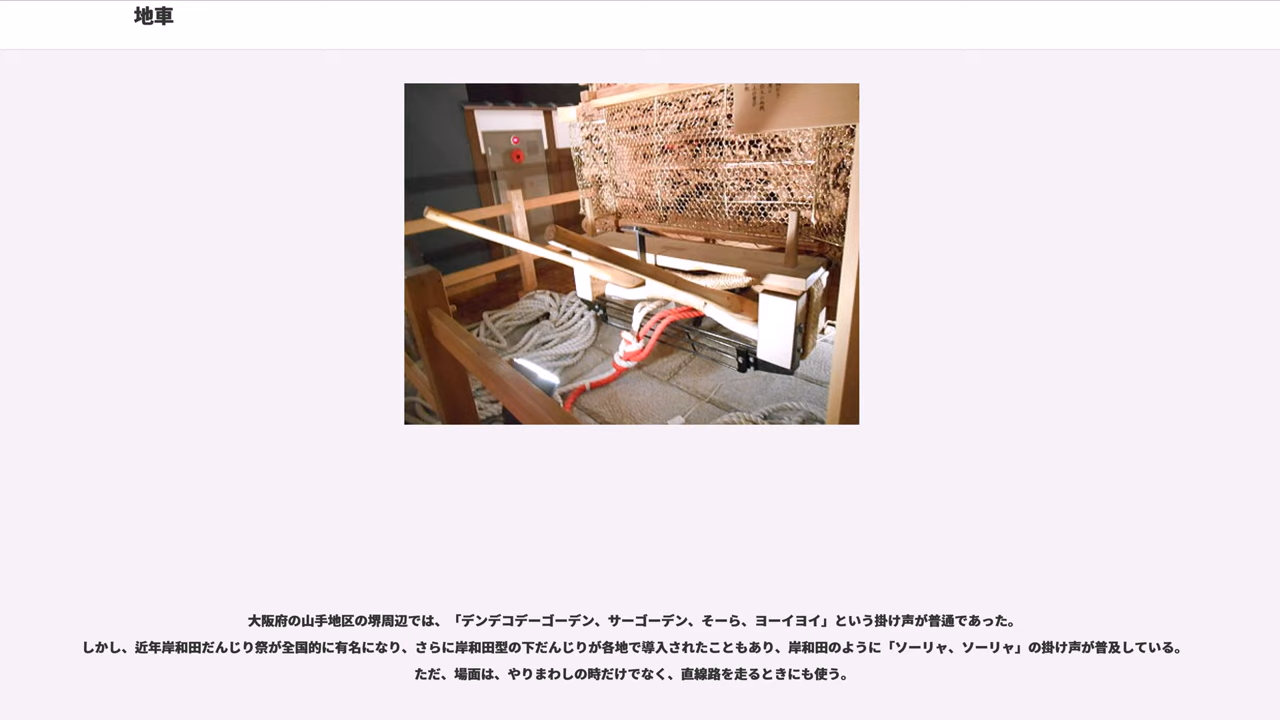 地車
大阪府の山手地区の堺周辺では、「デンデコデーゴーデン、サーゴーデン、そーら、ヨーイヨイ」という掛け声が普通であった。
しかし、近年岸和田だんじり祭が全国的に有名になり、さらに岸和田型の下だんじりが各地で導入されたこともあり、岸和田のように「ソーリャ、ソーリャ」の掛け声が普及している。
ただ、場面は、やりまわしの時だけでなく、直線路を走るときにも使う。